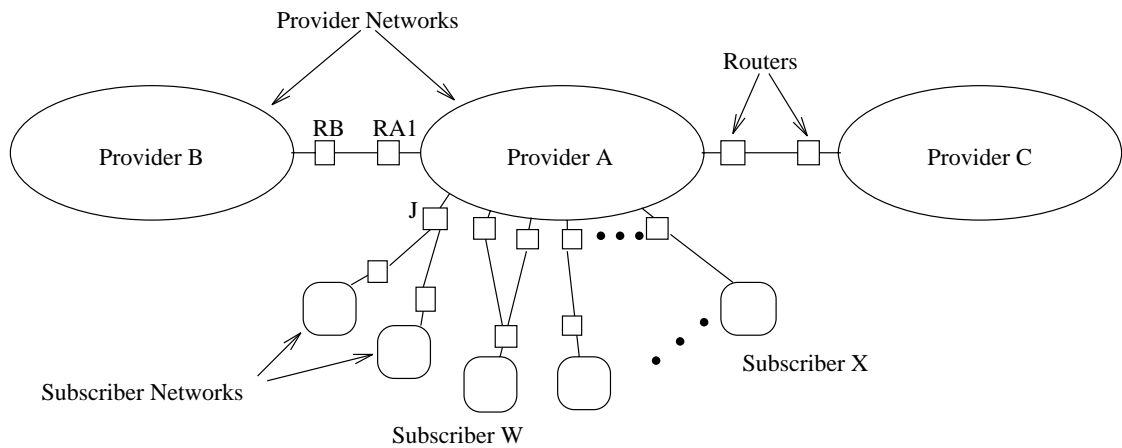 Provider Networks
Routers
RB
RA1
Provider B
Provider A
Provider C
J
Subscriber X
Subscriber Networks
Subscriber W